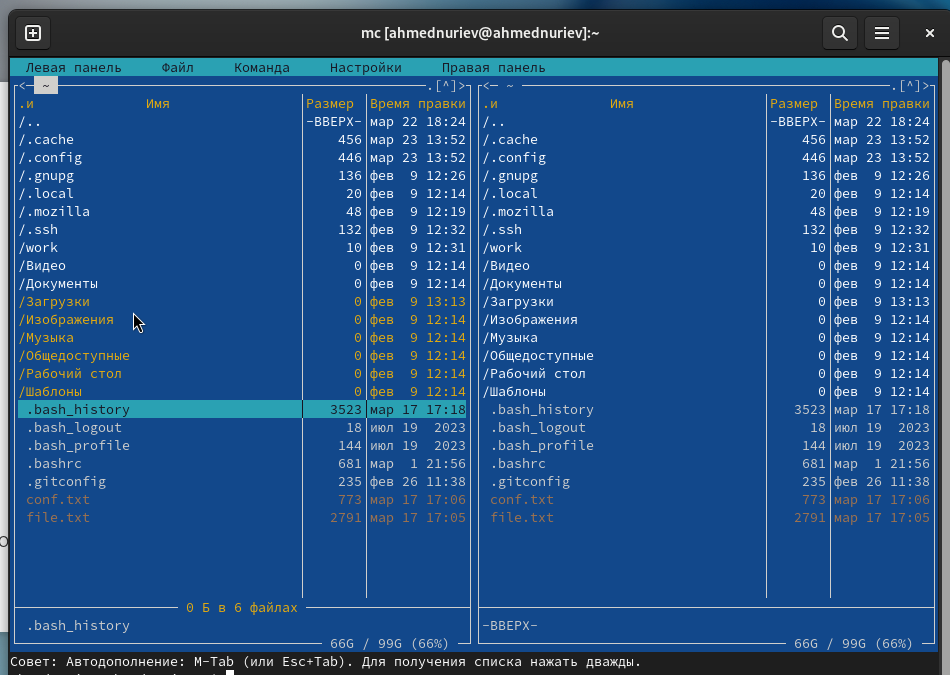 mc [ahmednuriev@ahmednuriev]:~
Левая панель Файл Команда Настройки Правая панель
<─ ~ ─.[^]> <─ ~ ─.[^]>
.и Имя Размер Время правки .и Имя Размер Время правки
/.. -ВВЕРХ- мар 22 18:24 /.. -ВВЕРХ- мар 22 18:24
/.cache 456 мар 23 13:52 /.cache 456 мар 23 13:52
/.config 446 мар 23 13:52 /.config 446 мар 23 13:52
/.gnupg 136 фев 9 12:26 /.gnupg 136 фев 9 12:26
/.local 20 фев 9 12:14 /.local 20 фев 9 12:14
/.mozilla 48 фев 9 12:19 /.mozilla 48 фев 9 12:19
/.ssh 132 фев 9 12:32 /.ssh 132 фев 9 12:32
/work 10 фев 9 12:31 /work 10 фев 9 12:31
/Видео 0 фев 9 12:14 /Видео 0 фев 9 12:14
/Документы 0 фев 9 12:14 /Документы 0 фев 9 12:14
/Загрузки 0 фев 9 13:13 /Загрузки 0 фев 9 13:13
/Изображения 0 фев 9 12:14 /Изображения 0 фев 9 12:14
/Музыка 0 фев 9 12:14 /Музыка 0 фев 9 12:14
/Общедоступные 0 фев 9 12:14 /Общедоступные 0 фев 9 12:14
/Рабочий стол 0 фев 9 12:14 /Рабочий стол 0 фев 9 12:14
/Шаблоны 0 фев 9 12:14 /Шаблоны 0 фев 9 12:14
.bash_history 3523 мар 17 17:18 .bash_history 3523 мар 17 17:18
.bash_logout 18 июл 19 2023 .bash_logout 18 июл 19 2023
.bash_profile 144 июл 19 2023 .bash_profile 144 июл 19 2023
.bashrc 681 мар 1 21:56 .bashrc 681 мар 1 21:56
.gitconfig 235 фев 26 11:38 .gitconfig 235 фев 26 11:38
conf.txt 773 мар 17 17:06 conf.txt 773 мар 17 17:06
file.txt 2791 мар 17 17:05 file.txt 2791 мар 17 17:05
0 Б в 6 файлах
.bash_history -ВВЕРХ-
66G / 99G (66%) 66G / 99G (66%)
Совет: Автодополнение: M-Tab (или Esc+Tab). Для получения списка нажать дважды.